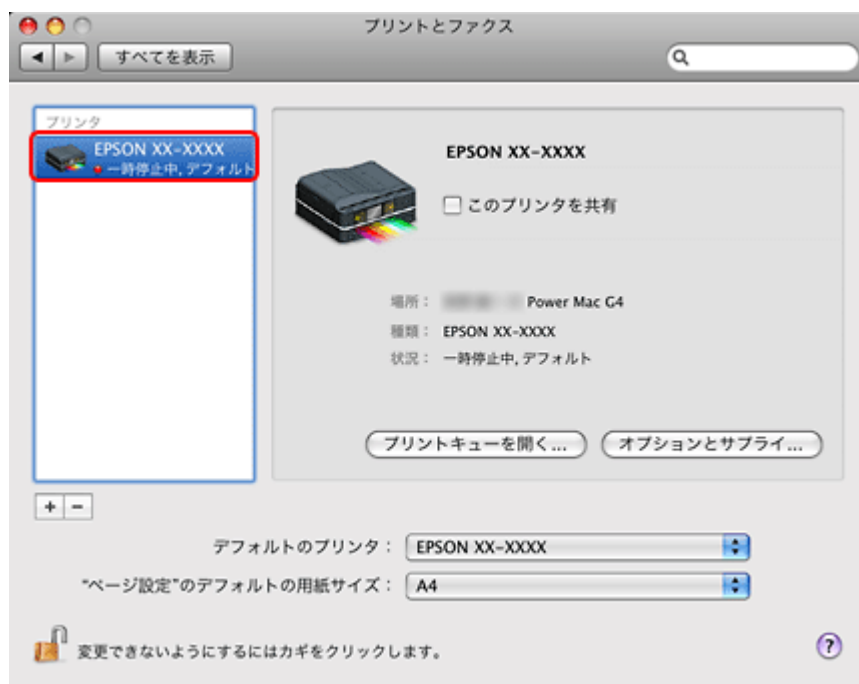 プリントとファクス
すべてを表示
プリンタ
EPSON XX-XXXX
一時停止中, デフォルト
EPSON XX-XXXX
このプリンタを共有
場所： Power Mac G4
種類： EPSON XX-XXXX
状況： 一時停止中, デフォルト
プリントキューを開く... オプションとサプライ...
+ -
デフォルトのプリンタ： EPSON XX-XXXX
“ページ設定”のデフォルトの用紙サイズ： A4
変更できないようにするにはカギをクリックします。
?